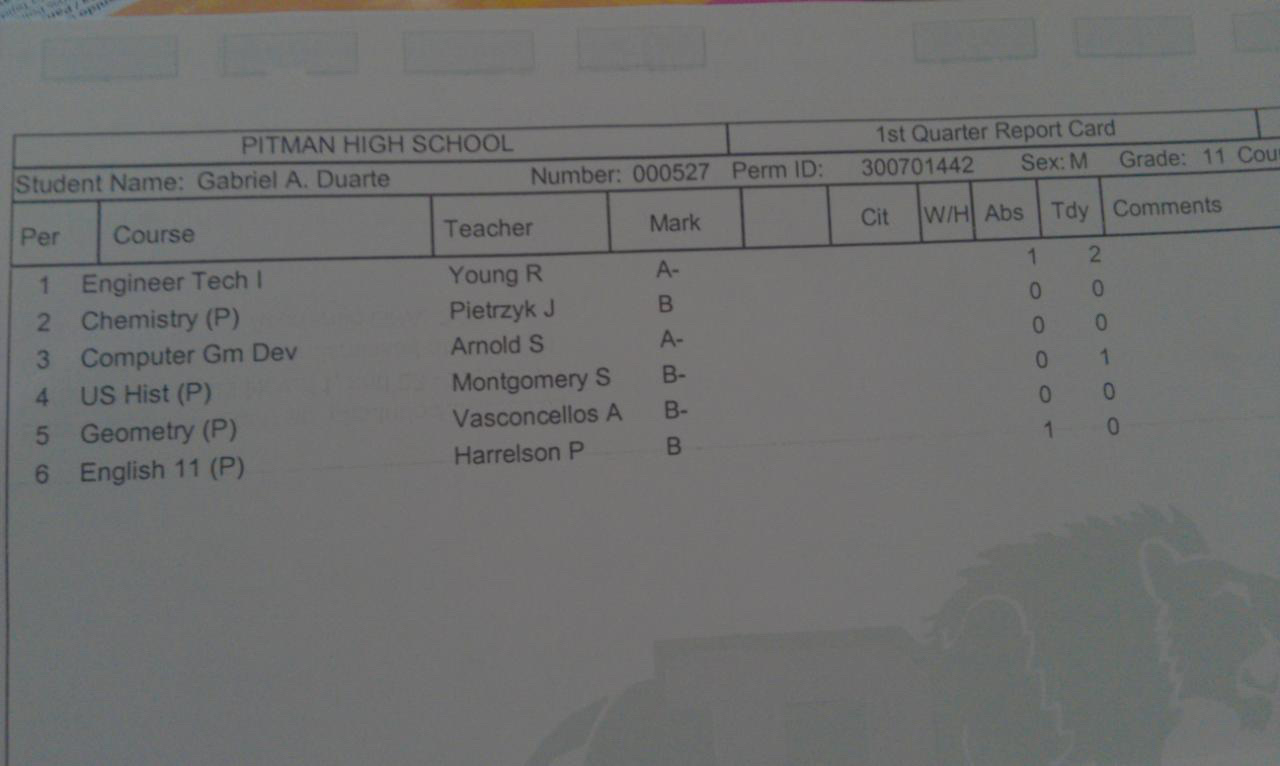 PITMAN HIGH SCHOOL 1st Quarter Report Card
Student Name: Gabriel A. Duarte Number: 000527 Perm ID: 300701442 Sex: M Grade: 11
Per Course Teacher Mark Cit W/H Abs Tdy Comments
1 Engineer Tech I Young R A- 1 2
2 Chemistry (P) Pietrzyk J B 0 0
3 Computer Gm Dev Arnold S A- 0 0
4 US Hist (P) Montgomery S B- 0 1
5 Geometry (P) Vasconcellos A B- 0 0
6 English 11 (P) Harrelson P B 1 0